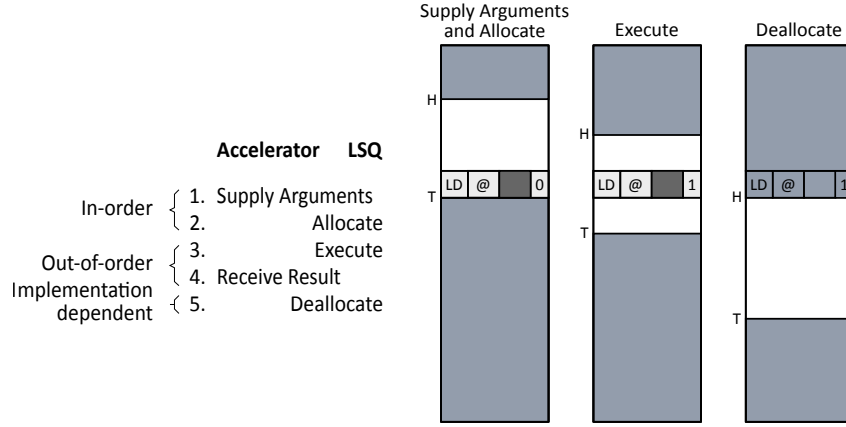 Supply Arguments
and Allocate
Execute
Deallocate
H
H
Accelerator LSQ
LD @ 0
LD @ 1
LD @ 1
T
H
1. Supply Arguments
In-order
2. Allocate
T
3. Execute
Out-of-order
4. Receive Result
Implementation
dependent
5. Deallocate
T